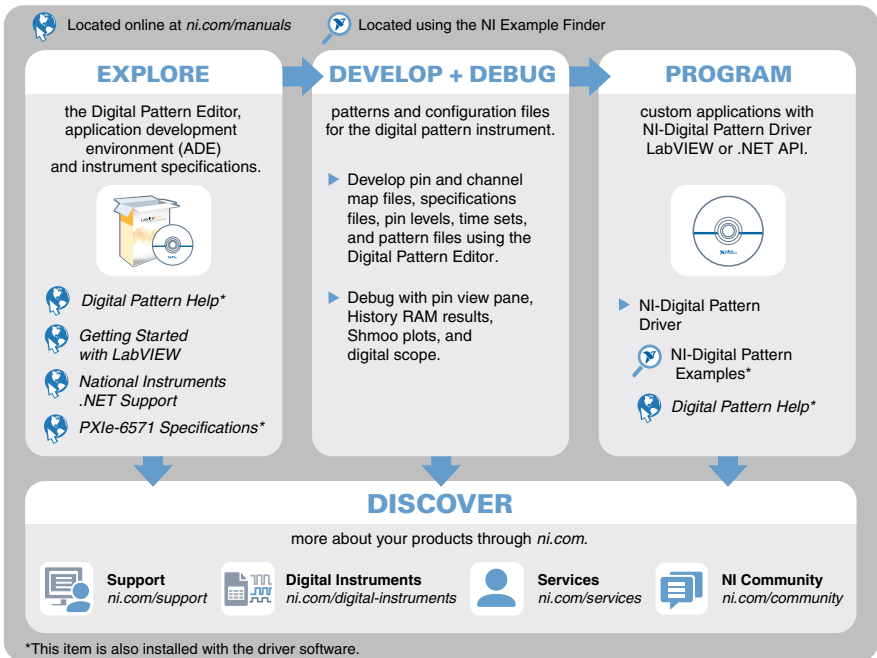 Located online at ni.com/manuals
Located using the NI Example Finder
EXPLORE
the Digital Pattern Editor,
application development
environment (ADE)
and instrument specifications.
Digital Pattern Help*
Getting Started
with LabVIEW
National Instruments
.NET Support
PXIe-6571 Specifications*
DEVELOP + DEBUG
patterns and configuration files
for the digital pattern instrument.
Develop pin and channel
map files, specifications
files, pin levels, time sets,
and pattern files using the
Digital Pattern Editor.
Debug with pin view pane,
History RAM results,
Shmoo plots, and
digital scope.
PROGRAM
custom applications with
NI-Digital Pattern Driver
LabVIEW or .NET API.
NI-Digital Pattern
Driver
NI-Digital Pattern
Examples*
Digital Pattern Help*
DISCOVER
more about your products through ni.com.
Support
ni.com/support
Digital Instruments
ni.com/digital-instruments
Services
ni.com/services
NI Community
ni.com/community
*This item is also installed with the driver software.